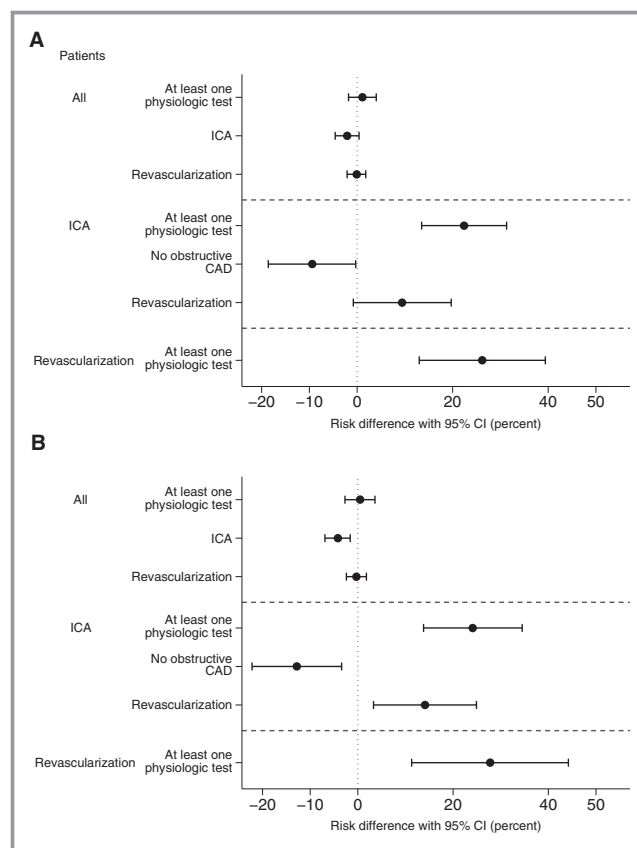 A
Patients
All
At least one
physologic test
ICA
Revascularization
ICA
At least one
physiologic test
No obstructive
CAD
Revascularization
Revascularization
At least one
physiologic test
−20 −10 0 20 40 50
Risk difference with 95% CI (percent)
B
All
At least one
physiologic test
ICA
Revascularization
ICA
At least one
physiologic test
No obstructive
CAD
Revascularization
Revascularization
At least one
physiologic test
−20 −10 0 20 40 50
Risk difference with 95% CI (percent)